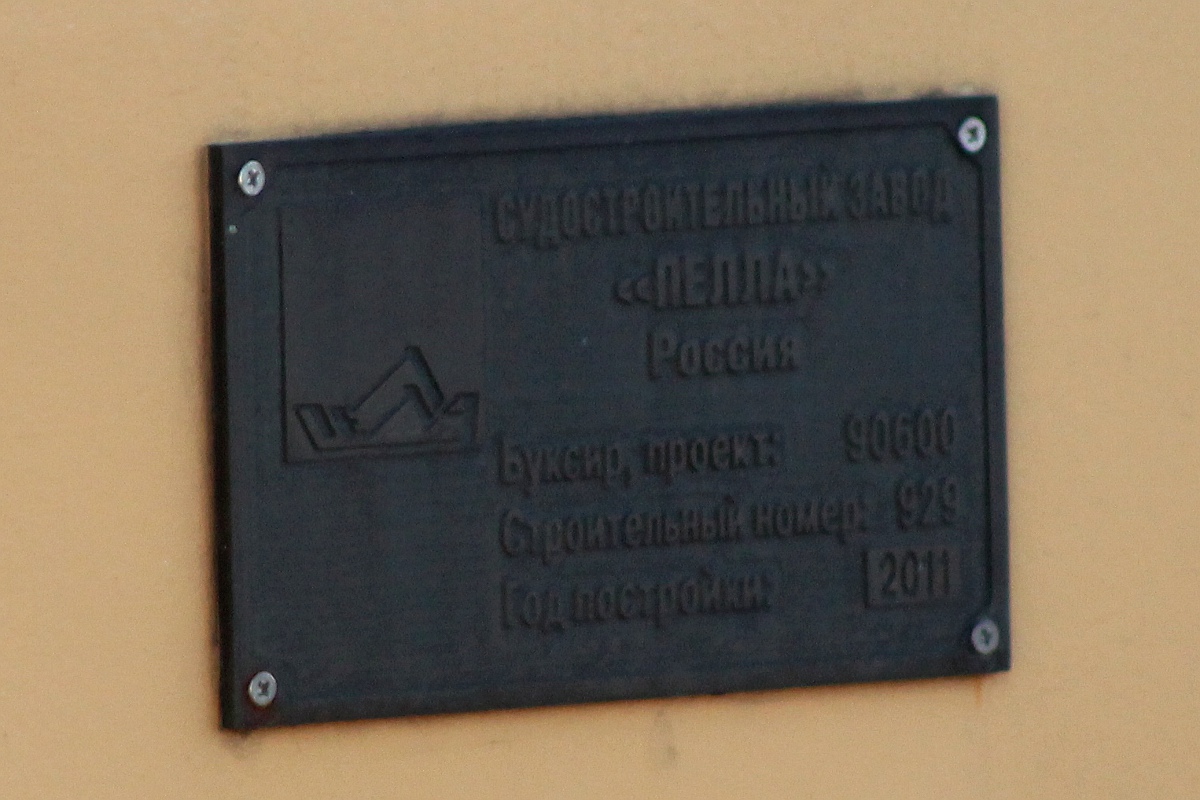 СУДОСТРОИТЕЛЬНЫЙ ЗАВОД
«ПЕЛЛА»
Россия
Буксир, проект: 90600
Строительный номер: 929
Год постройки: 2011